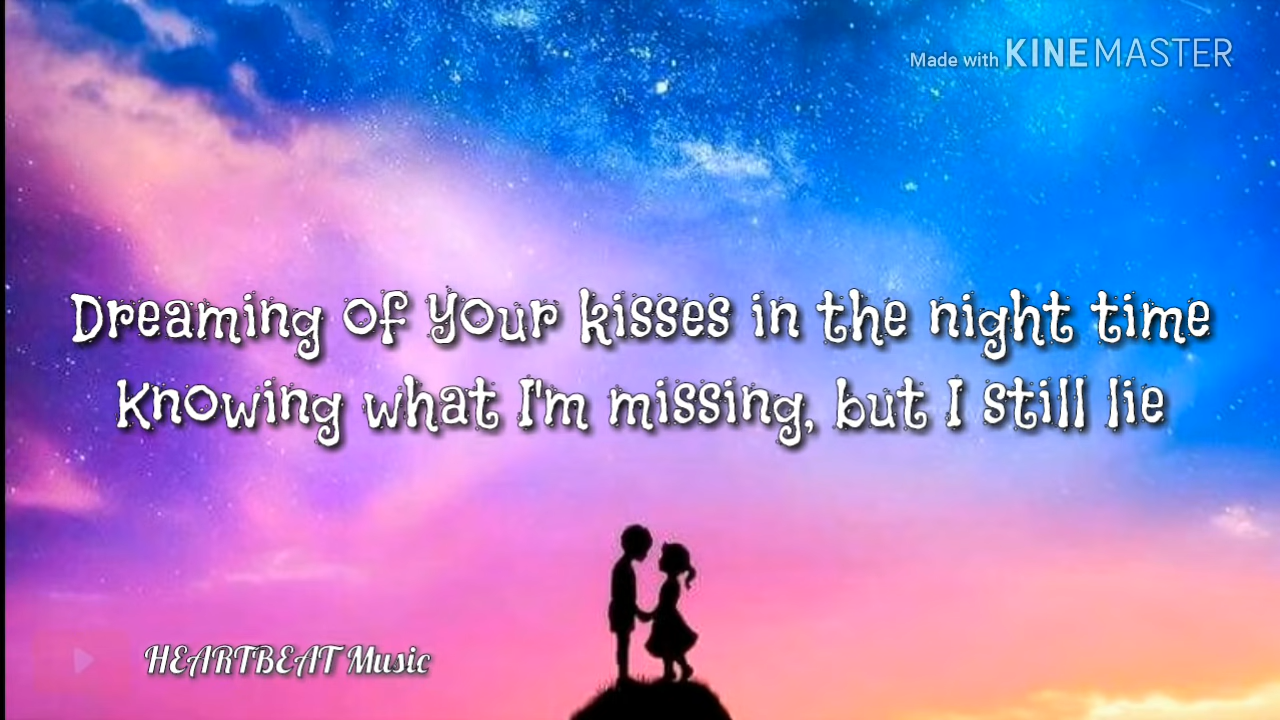 Made with KINEMASTER
Dreaming of your kisses in the night time
Knowing what I'm missing, but I still lie
HEARTBEAT Music